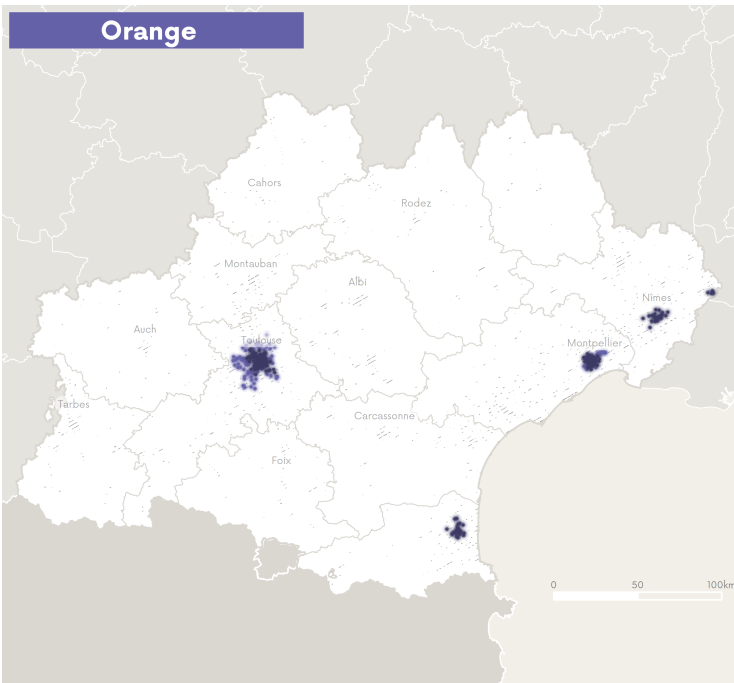 Orange
Cahors
Rodez
Montauban
Albi
Nîmes
Auch
Toulouse
Montpellier
Tarbes
Carcassonne
Foix
0 50 100km